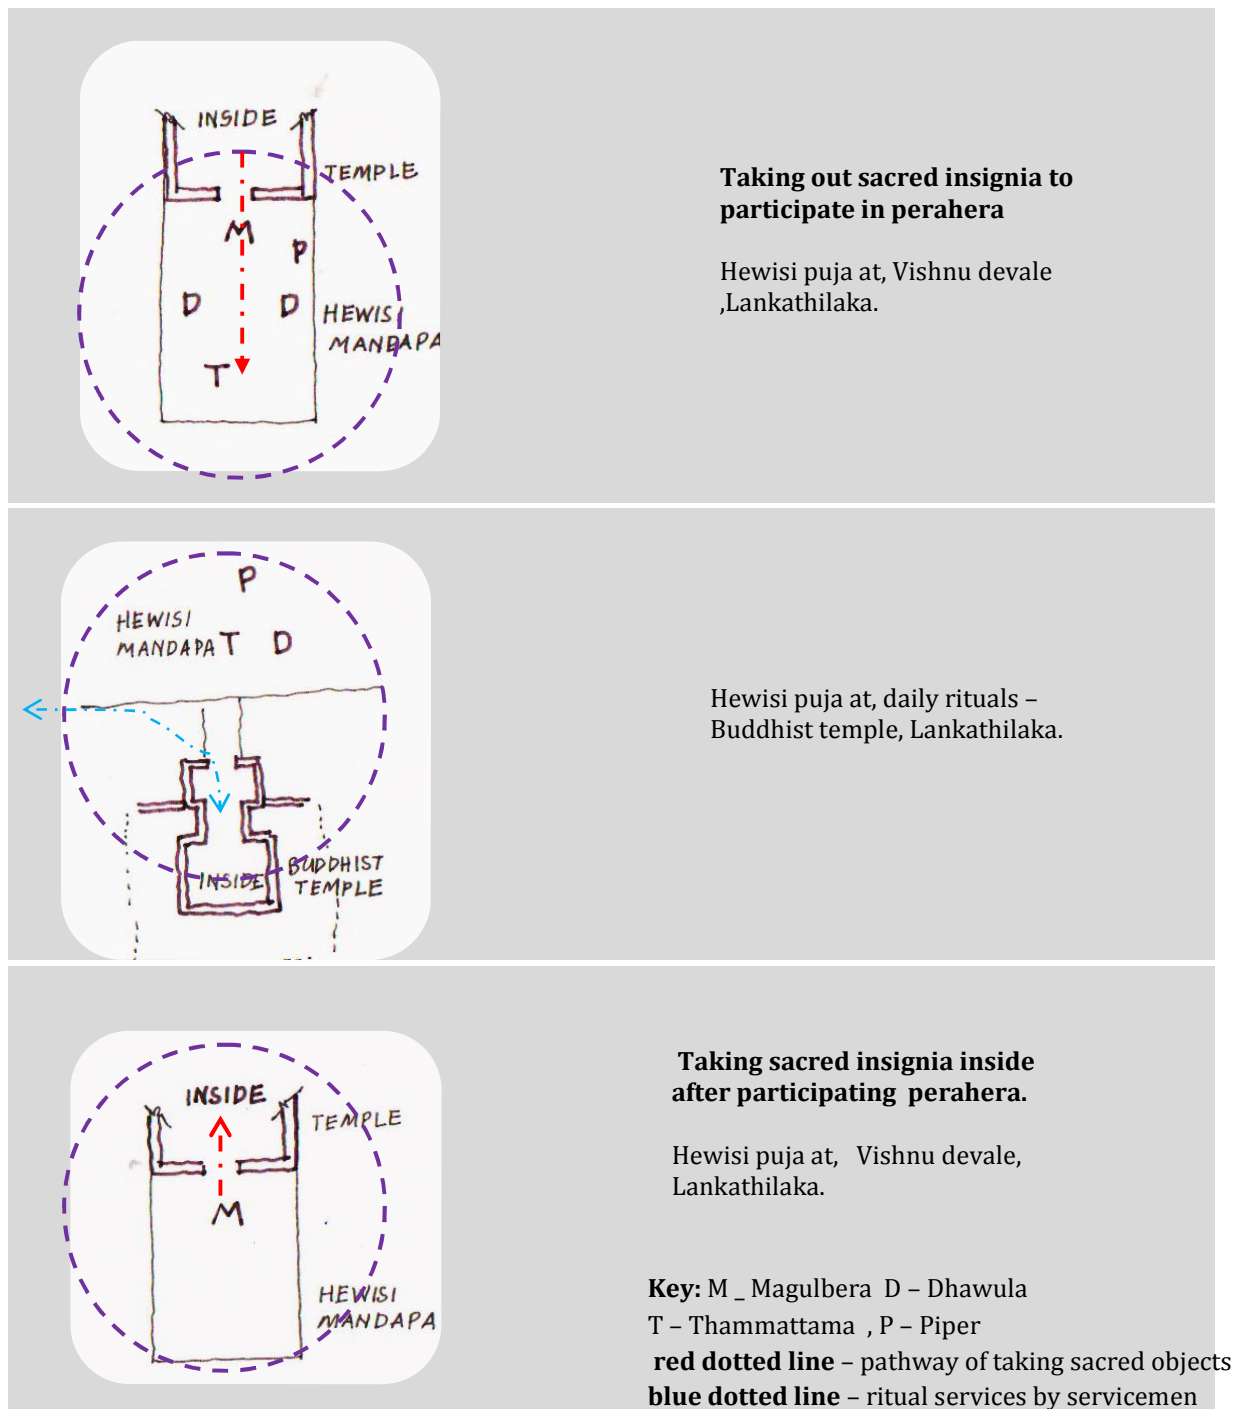 INSIDE
TEMPLE
M
P
D
D
HEWISI
MANDAPA
T
Taking out sacred insignia to
participate in perahera
Hewisi puja at, Vishnu devale
,Lankathilaka.
P
HEWISI
MANDAPA T D
BUDDHIST
INSIDE
TEMPLE
Hewisi puja at, daily rituals –
Buddhist temple, Lankathilaka.
INSIDE
TEMPLE
M
HEWISI
MANDAPA
Taking sacred insignia inside
after participating perahera.
Hewisi puja at, Vishnu devale,
Lankathilaka.
Key: M _ Magulbera D – Dhawula
T – Thammattama , P – Piper
red dotted line – pathway of taking sacred objects
blue dotted line – ritual services by servicemen